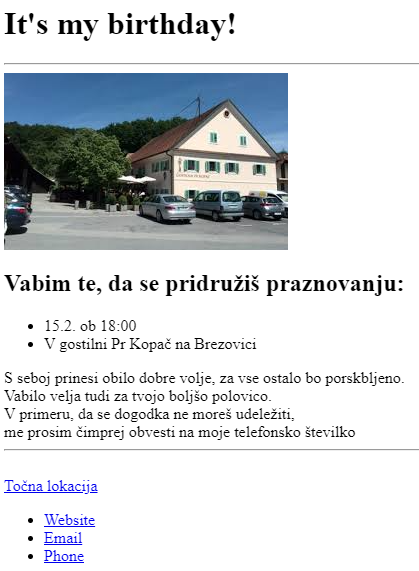 It's my birthday!
Vabim te, da se pridružiš praznovanju:
15.2. ob 18:00
V gostilni Pr Kopač na Brezovici
S seboj prinesi obilo dobre volje, za vse ostalo bo porskbljeno.
Vabilo velja tudi za tvojo boljšo polovico.
V primeru, da se dogodka ne moreš udeležiti,
me prosim čimprej obvesti na moje telefonsko številko
Točna lokacija
Website
Email
Phone